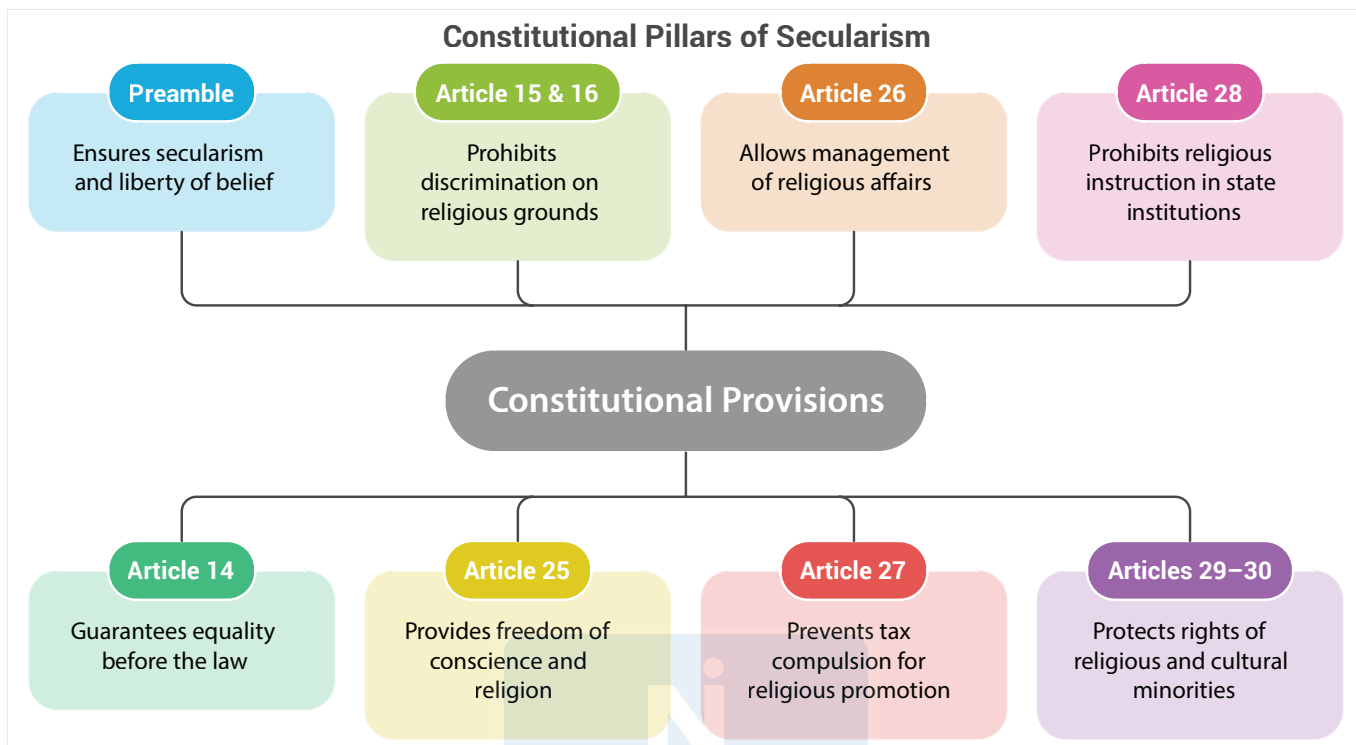 Constitutional Pillars of Secularism
Preamble
Ensures secularism
and liberty of belief
Article 15 & 16
Prohibits
discrimination on
religious grounds
Article 26
Allows management
of religious affairs
Article 28
Prohibits religious
instruction in state
institutions
Constitutional Provisions
Article 14
Guarantees equality
before the law
Article 25
Provides freedom of
conscience and
religion
Article 27
Prevents tax
compulsion for
religious promotion
Articles 29–30
Protects rights of
religious and cultural
minorities